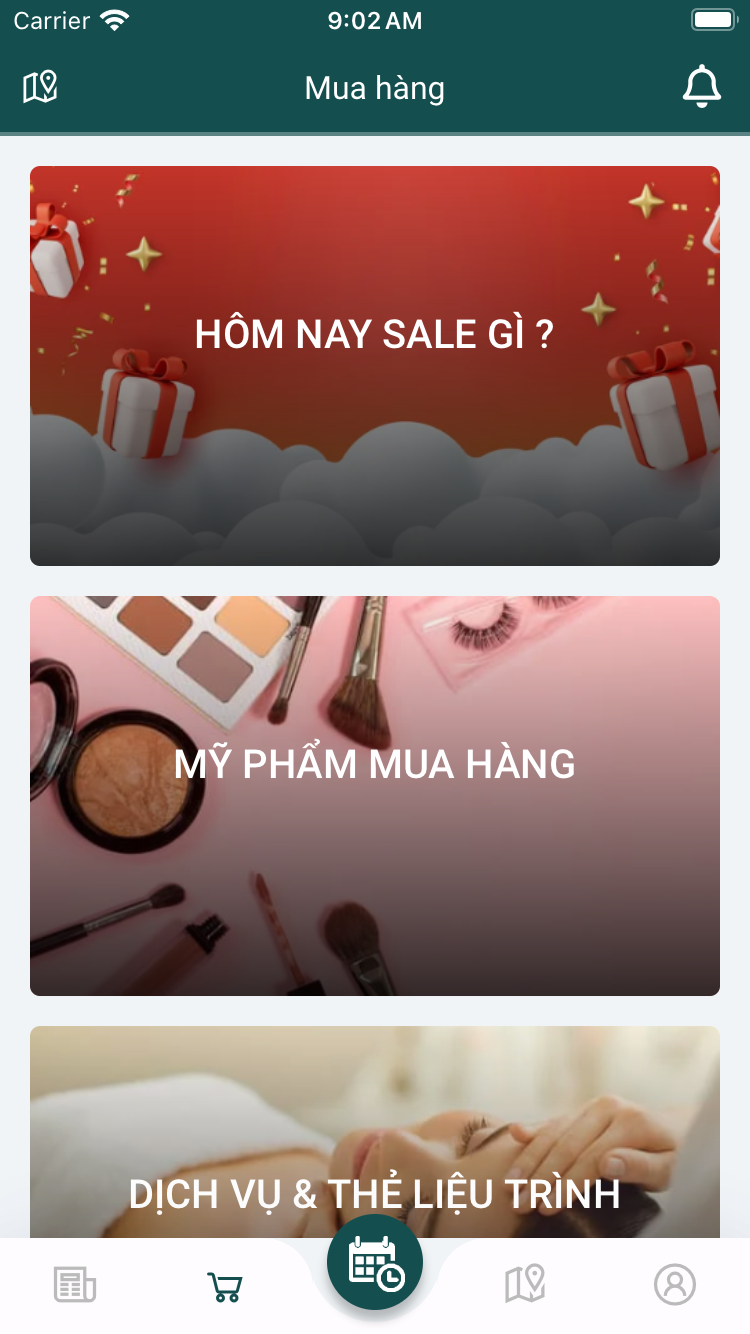 Carrier 9:02 AM
Mua hàng
HÔM NAY SALE GÌ ?
MỸ PHẨM MUA HÀNG
DỊCH VỤ & THẺ LIỆU TRÌNH